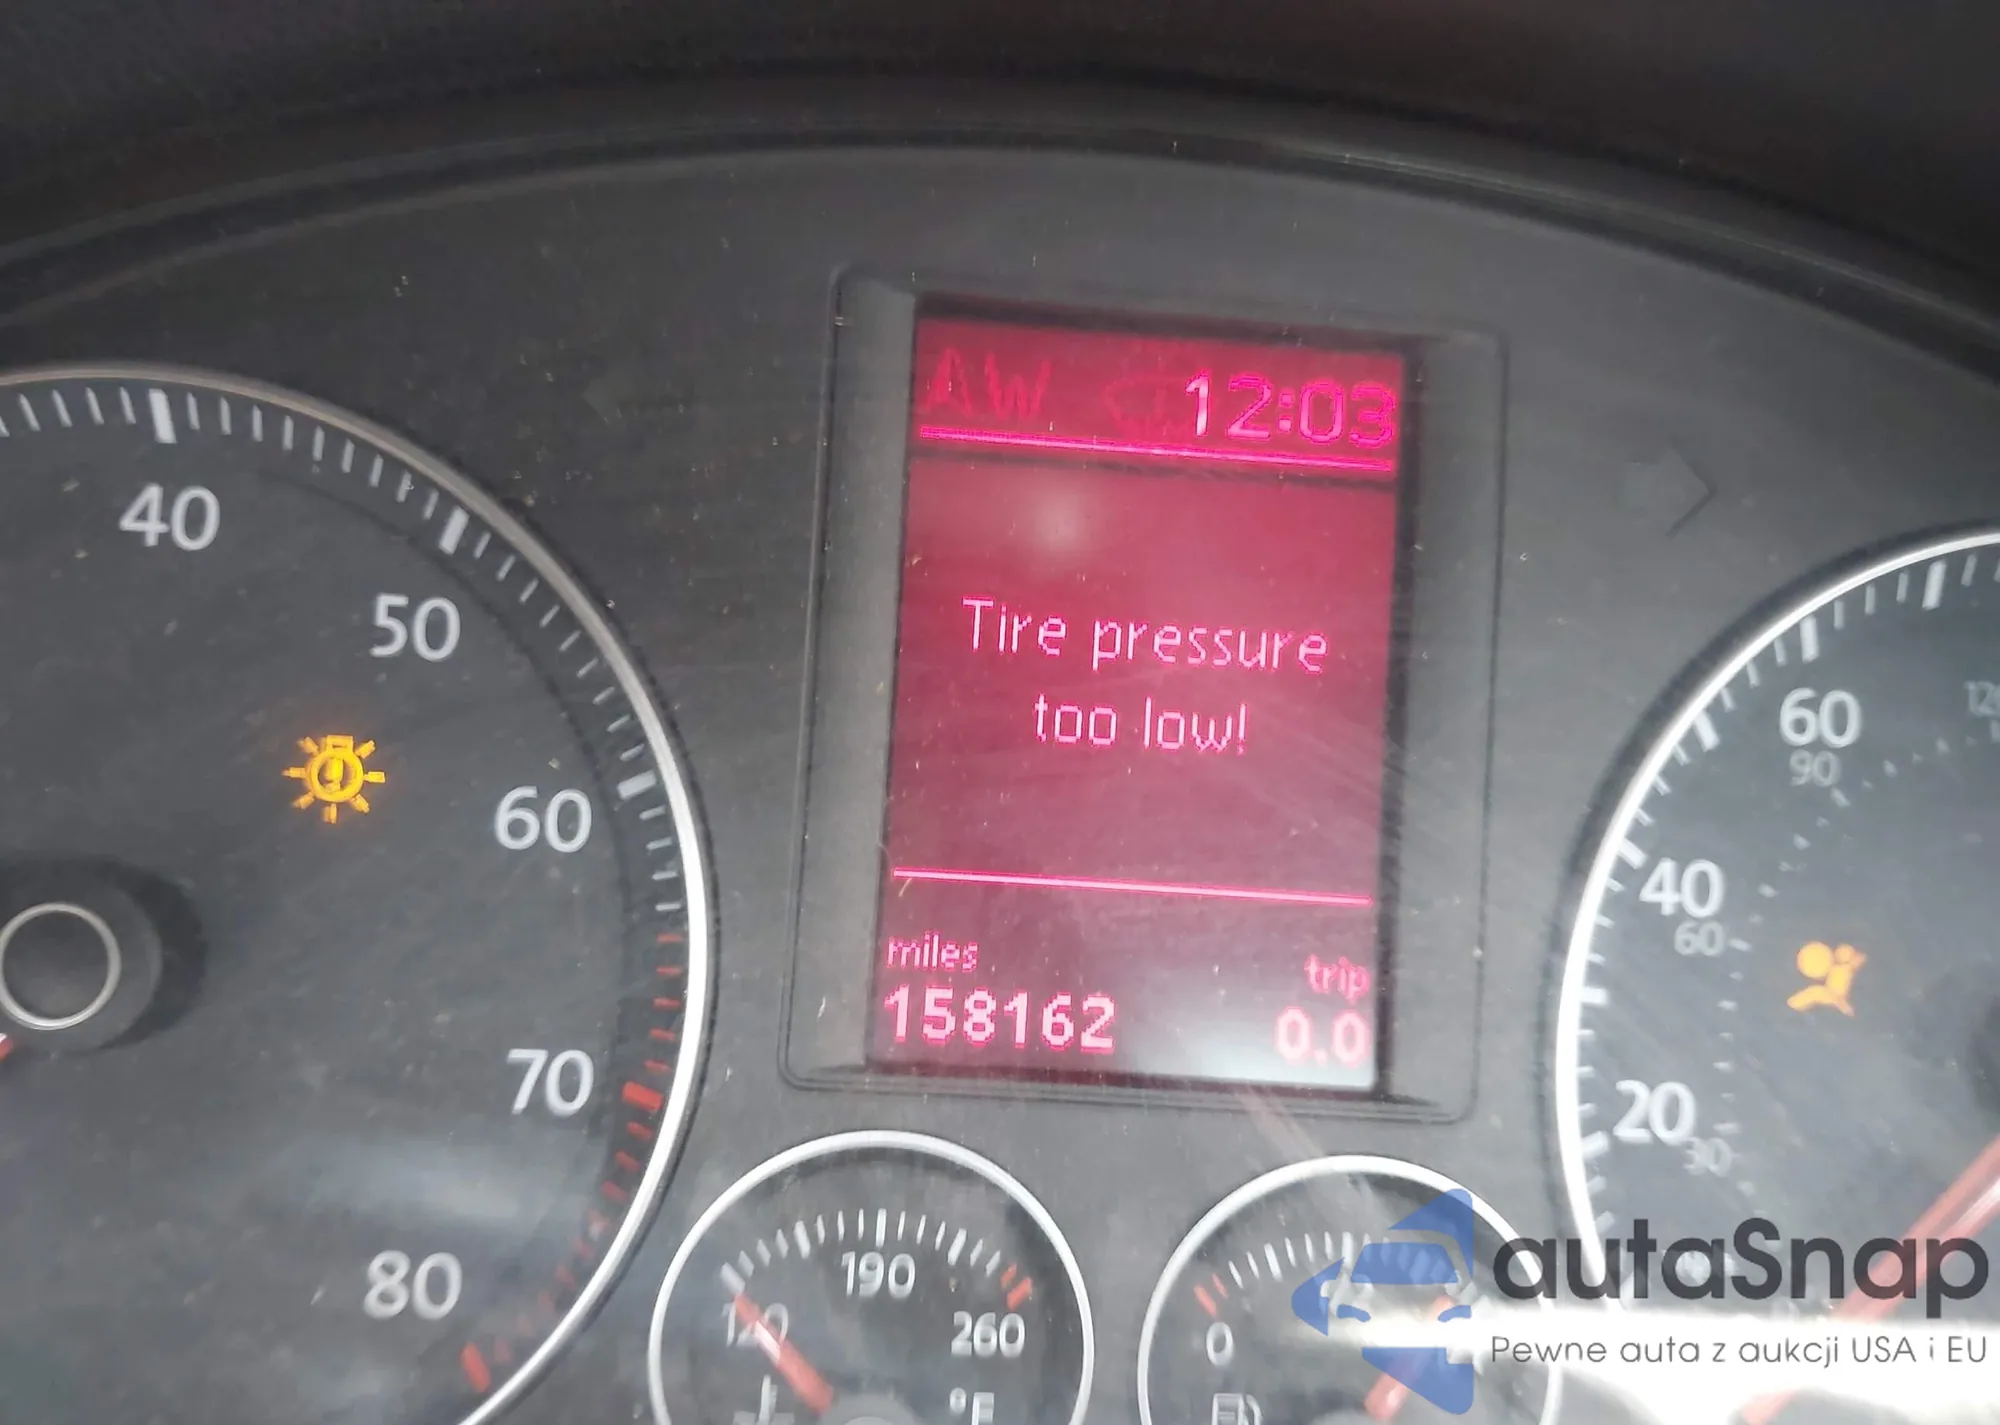 AW 12:03
Tire pressure
too low!
miles trip
158162 0.0
40
50
60
70
80
60
90
40
60
20
30
120
190
260
°F
0
autaSnap
Pewne auta z aukcji USA i EU